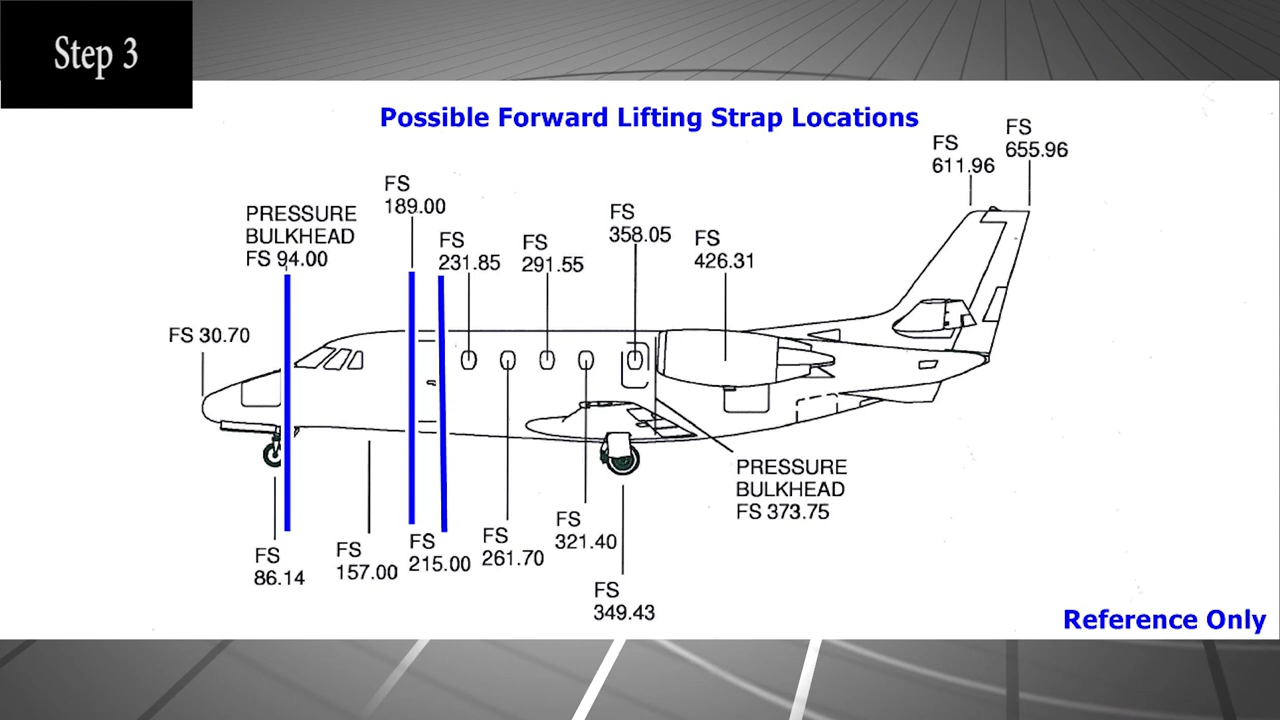 Step 3
Possible Forward Lifting Strap Locations
FS
655.96
FS
611.96
FS
189.00
PRESSURE
BULKHEAD
FS 94.00
FS
231.85
FS
291.55
FS
358.05
FS
426.31
FS 30.70
PRESSURE
BULKHEAD
FS 373.75
FS
86.14
FS
157.00
FS
215.00
FS
261.70
FS
321.40
FS
349.43
Reference Only